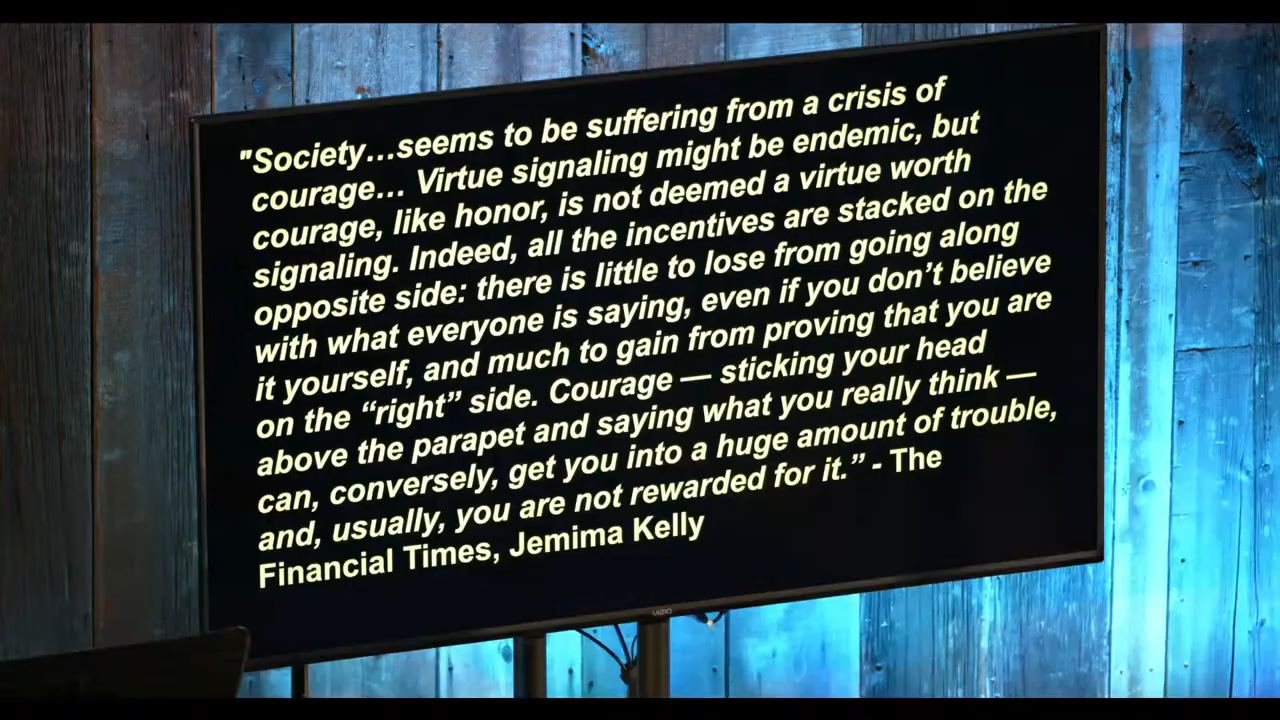 "Society…seems to be suffering from a crisis of
courage… Virtue signaling might be endemic, but
courage, like honor, is not deemed a virtue worth
signaling. Indeed, all the incentives are stacked on the
opposite side: there is little to lose from going along
with what everyone is saying, even if you don’t believe
it yourself, and much to gain from proving that you are
on the “right” side. Courage — sticking your head
above the parapet and saying what you really think —
can, conversely, get you into a huge amount of trouble,
and, usually, you are not rewarded for it.” - The
Financial Times, Jemima Kelly
VIZIO